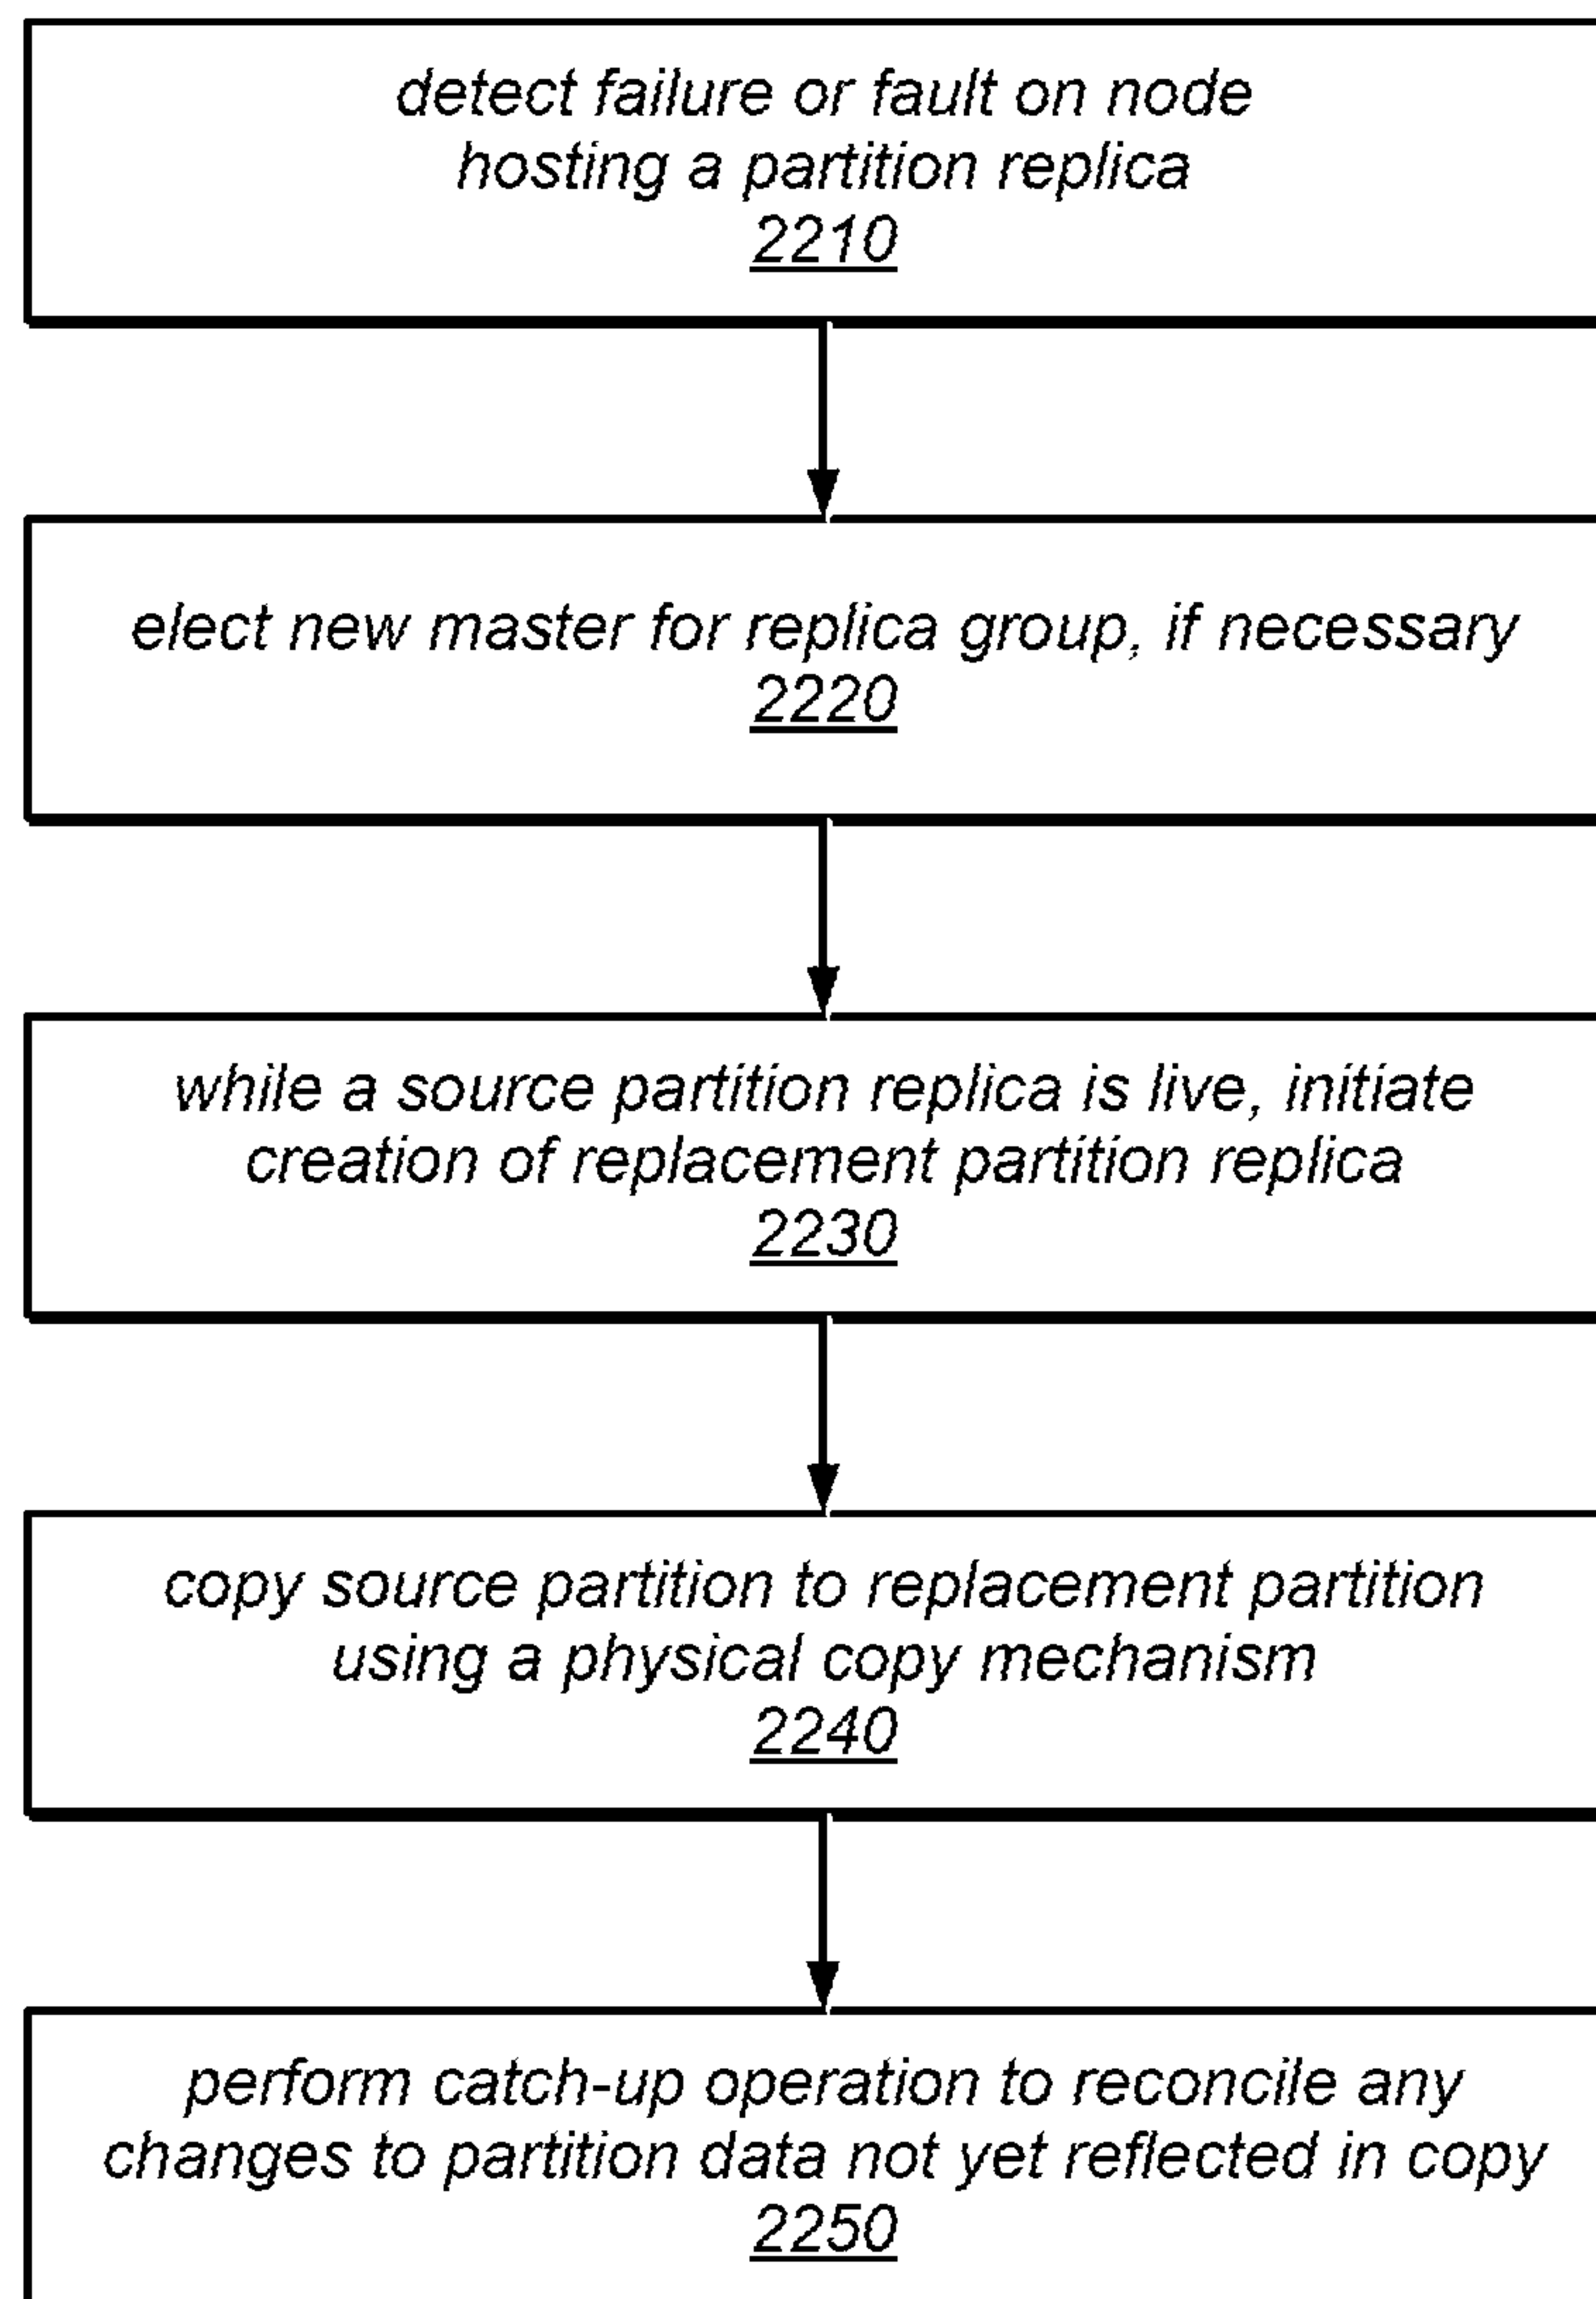 detect failure or fault on node
hosting a partition replica
2210
elect new master for replica group, if necessary
2220
while a source partition replica is live, initiate
creation of replacement partition replica
2230
copy source partition to replacement partition
using a physical copy mechanism
2240
perform catch-up operation to reconcile any
changes to partition data not yet reflected in copy
2250